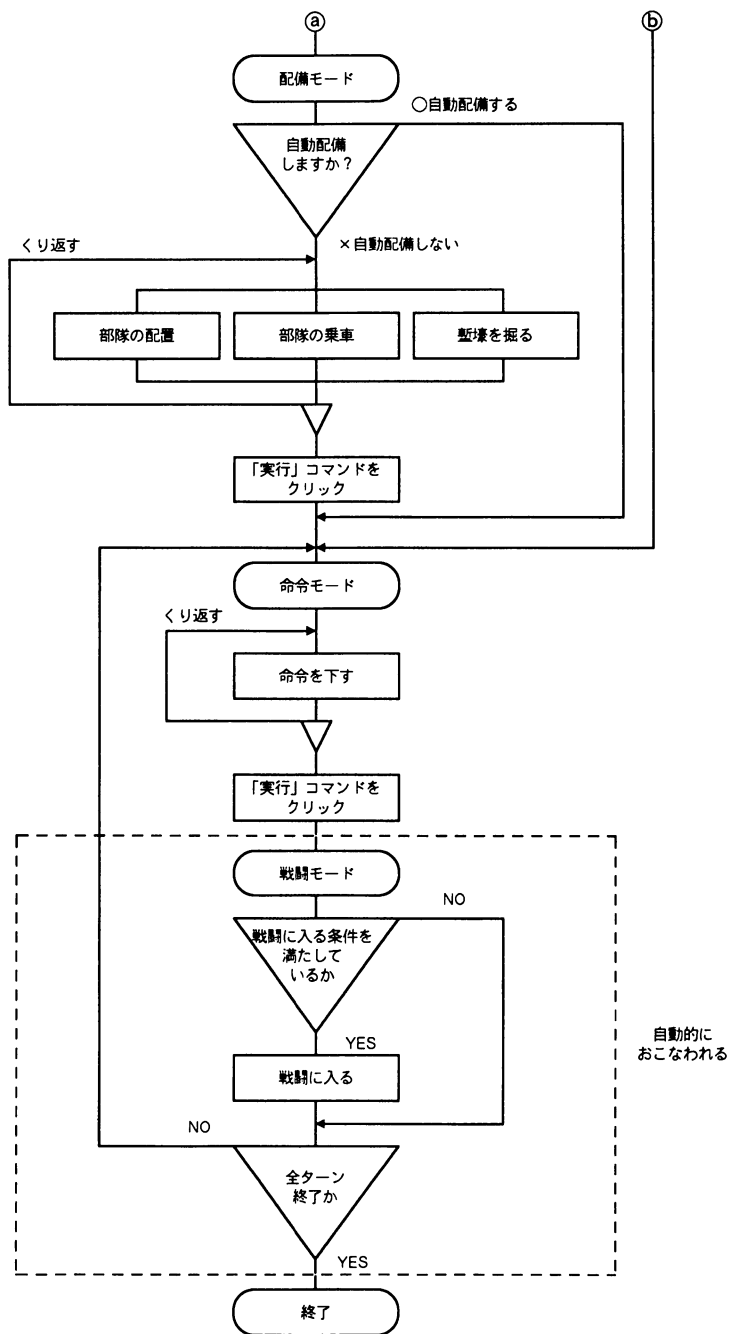 ⓐ
ⓑ
配備モード
○自動配備する
自動配備
しますか？
くり返す
×自動配備しない
部隊の配置
部隊の乗車
塹壕を掘る
「実行」コマンドを
クリック
命令モード
くり返す
命令を下す
「実行」コマンドを
クリック
戦闘モード
NO
戦闘に入る条件を
満たして
いるか
自動的に
おこなわれる
YES
戦闘に入る
NO
全ターン
終了か
YES
終了